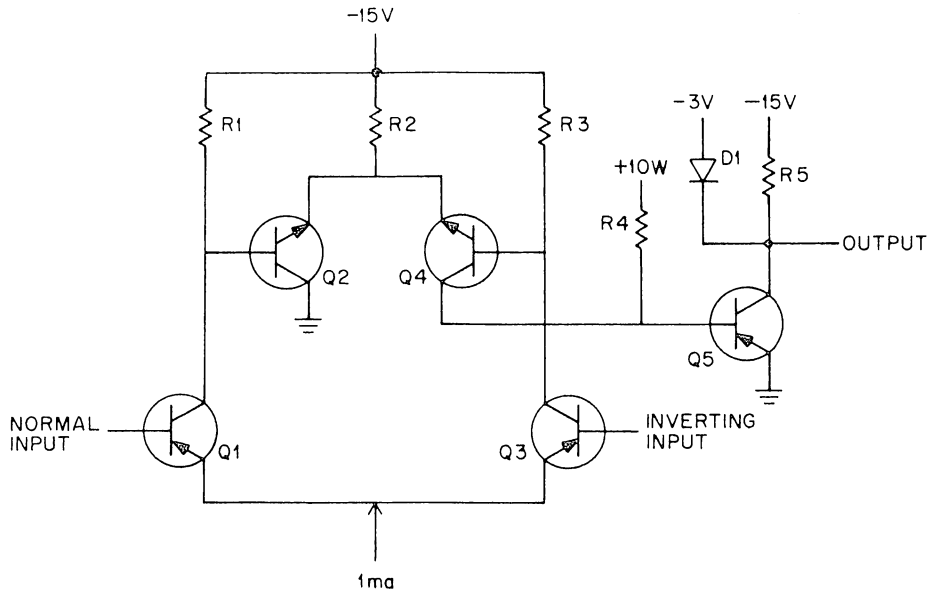 -15V
R1
R2
R3
-3V
-15V
D1
R5
+10W
R4
OUTPUT
Q2
Q4
Q5
NORMAL
INPUT
Q1
Q3
INVERTING
INPUT
1ma